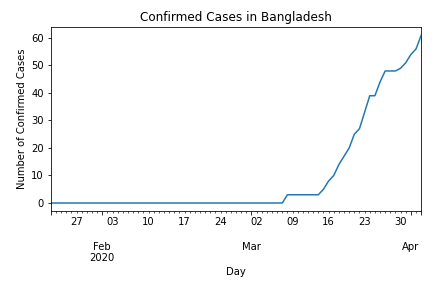 Confirmed Cases in Bangladesh
Number of Confirmed Cases
60
50
40
30
20
10
0
27 03 10 17 24 02 09 16 23 30
Feb Mar Apr
2020
Day